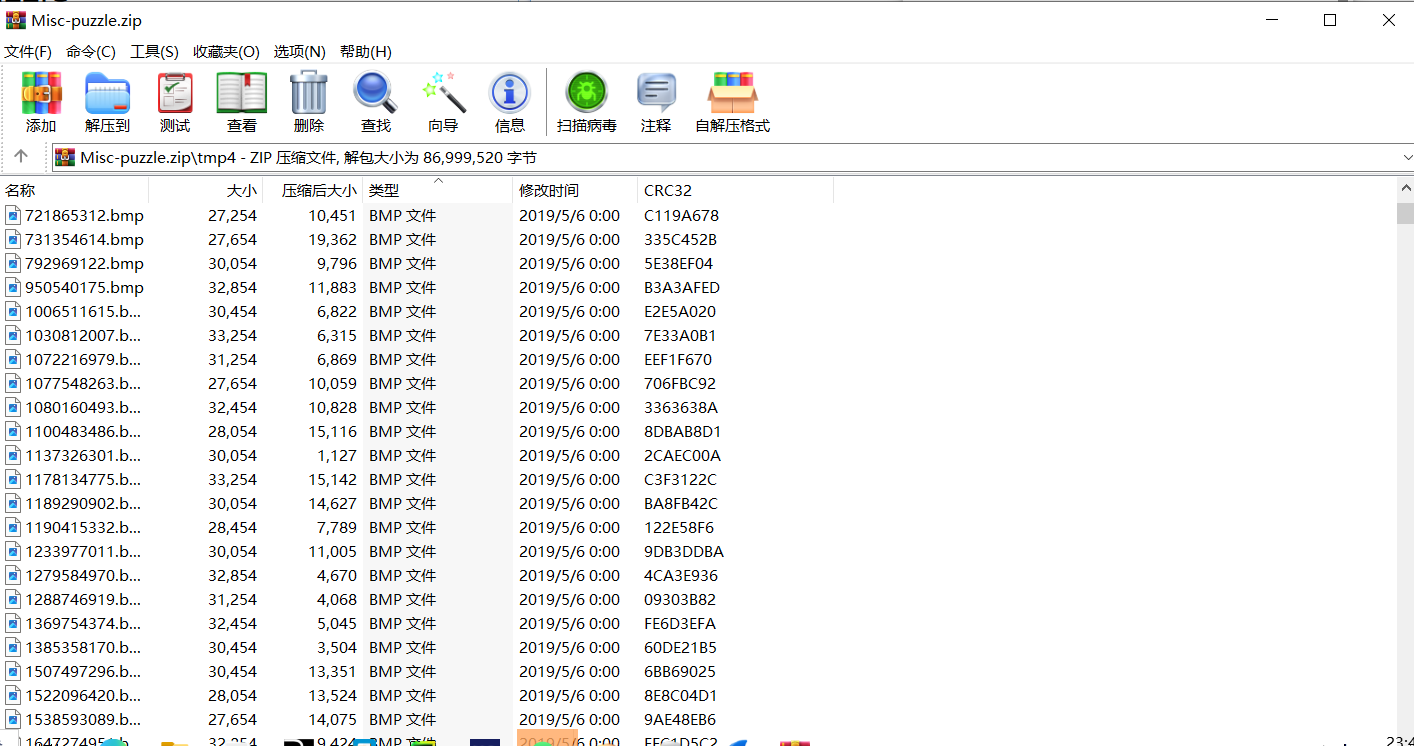 Misc-puzzle.zip
文件(F) 命令(C) 工具(S) 收藏夹(O) 选项(N) 帮助(H)
添加 解压到 测试 查看 删除 查找 向导 信息 扫描病毒 注释 自解压格式
Misc-puzzle.zip\tmp4 - ZIP 压缩文件, 解包大小为 86,999,520 字节
名称 大小 压缩后大小 类型 修改时间 CRC32
721865312.bmp 27,254 10,451 BMP 文件 2019/5/6 0:00 C119A678
731354614.bmp 27,654 19,362 BMP 文件 2019/5/6 0:00 335C452B
792969122.bmp 30,054 9,796 BMP 文件 2019/5/6 0:00 5E38EF04
950540175.bmp 32,854 11,883 BMP 文件 2019/5/6 0:00 B3A3AFED
1006511615.b... 30,454 6,822 BMP 文件 2019/5/6 0:00 E2E5A020
1030812007.b... 33,254 6,315 BMP 文件 2019/5/6 0:00 7E33A0B1
1072216979.b... 31,254 6,869 BMP 文件 2019/5/6 0:00 EEF1F670
1077548263.b... 27,654 10,059 BMP 文件 2019/5/6 0:00 706FBC92
1080160493.b... 32,454 10,828 BMP 文件 2019/5/6 0:00 3363638A
1100483486.b... 28,054 15,116 BMP 文件 2019/5/6 0:00 8DBAB8D1
1137326301.b... 30,054 1,127 BMP 文件 2019/5/6 0:00 2CAEC00A
1178134775.b... 33,254 15,142 BMP 文件 2019/5/6 0:00 C3F3122C
1189290902.b... 30,054 14,627 BMP 文件 2019/5/6 0:00 BA8FB42C
1190415332.b... 28,454 7,789 BMP 文件 2019/5/6 0:00 122E58F6
1233977011.b... 30,054 11,005 BMP 文件 2019/5/6 0:00 9DB3DDBA
1279584970.b... 32,854 4,670 BMP 文件 2019/5/6 0:00 4CA3E936
1288746919.b... 31,254 4,068 BMP 文件 2019/5/6 0:00 09303B82
1369754374.b... 32,454 5,045 BMP 文件 2019/5/6 0:00 FE6D3EFA
1385358170.b... 30,454 3,504 BMP 文件 2019/5/6 0:00 60DE21B5
1507497296.b... 30,454 13,351 BMP 文件 2019/5/6 0:00 6BB69025
1522096420.b... 28,054 13,524 BMP 文件 2019/5/6 0:00 8E8C04D1
1538593089.b... 27,654 14,075 BMP 文件 2019/5/6 0:00 9AE48EB6